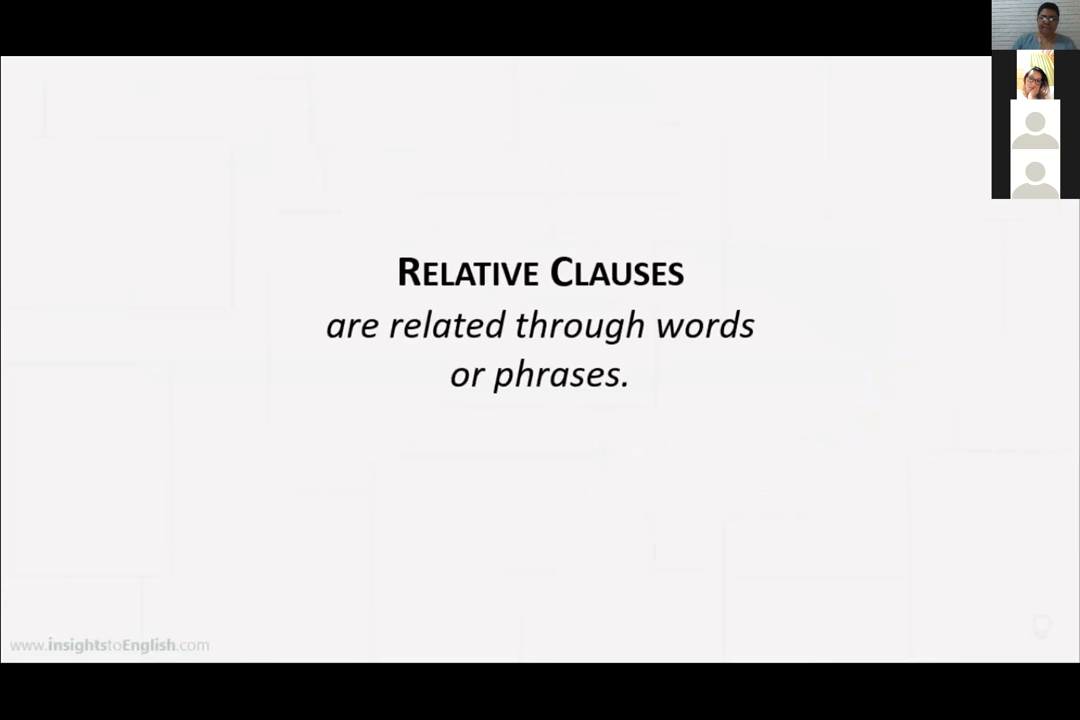 RELATIVE CLAUSES
are related through words
or phrases.
www.insightstoEnglish.com